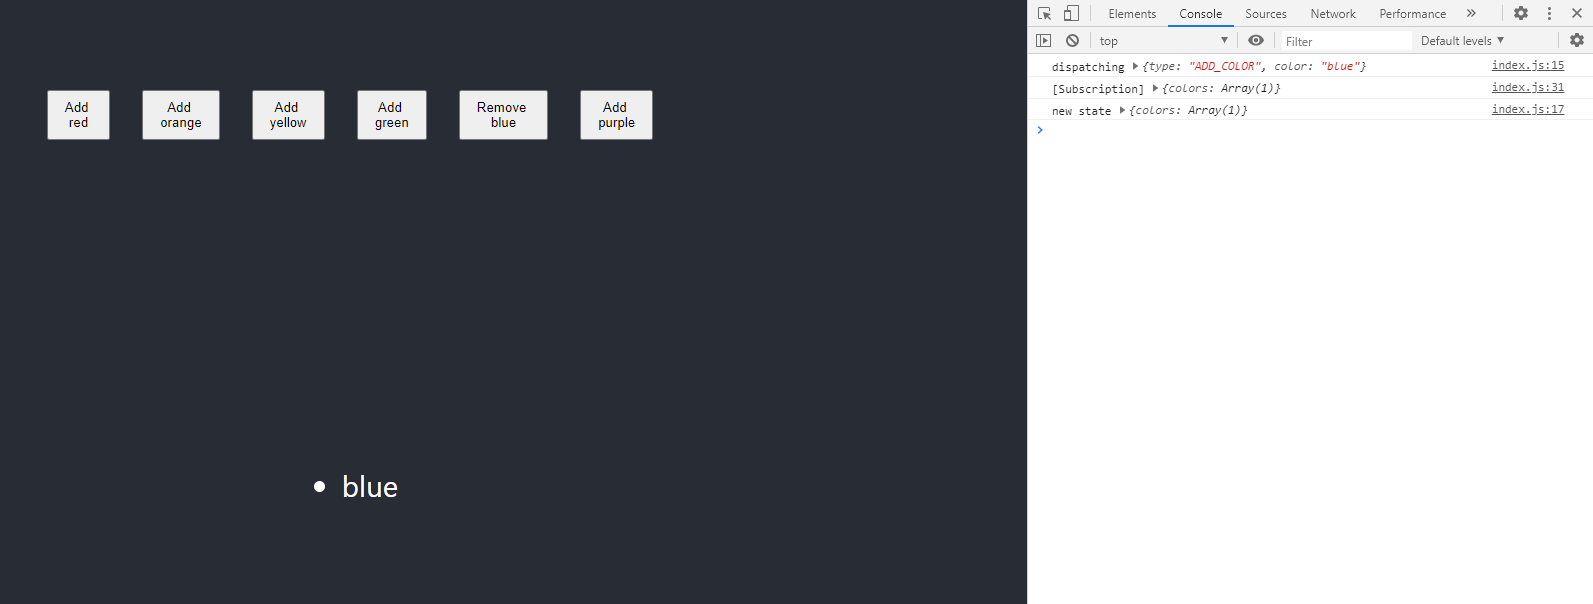 Add
red
Add
orange
Add
yellow
Add
green
Remove
blue
Add
purple
• blue
Elements Console Sources Network Performance »
top ▼ Filter Default levels ▼
dispatching ▶{type: "ADD_COLOR", color: "blue"} index.js:15
[Subscription] ▶{colors: Array(1)} index.js:31
new state ▶{colors: Array(1)} index.js:17
>